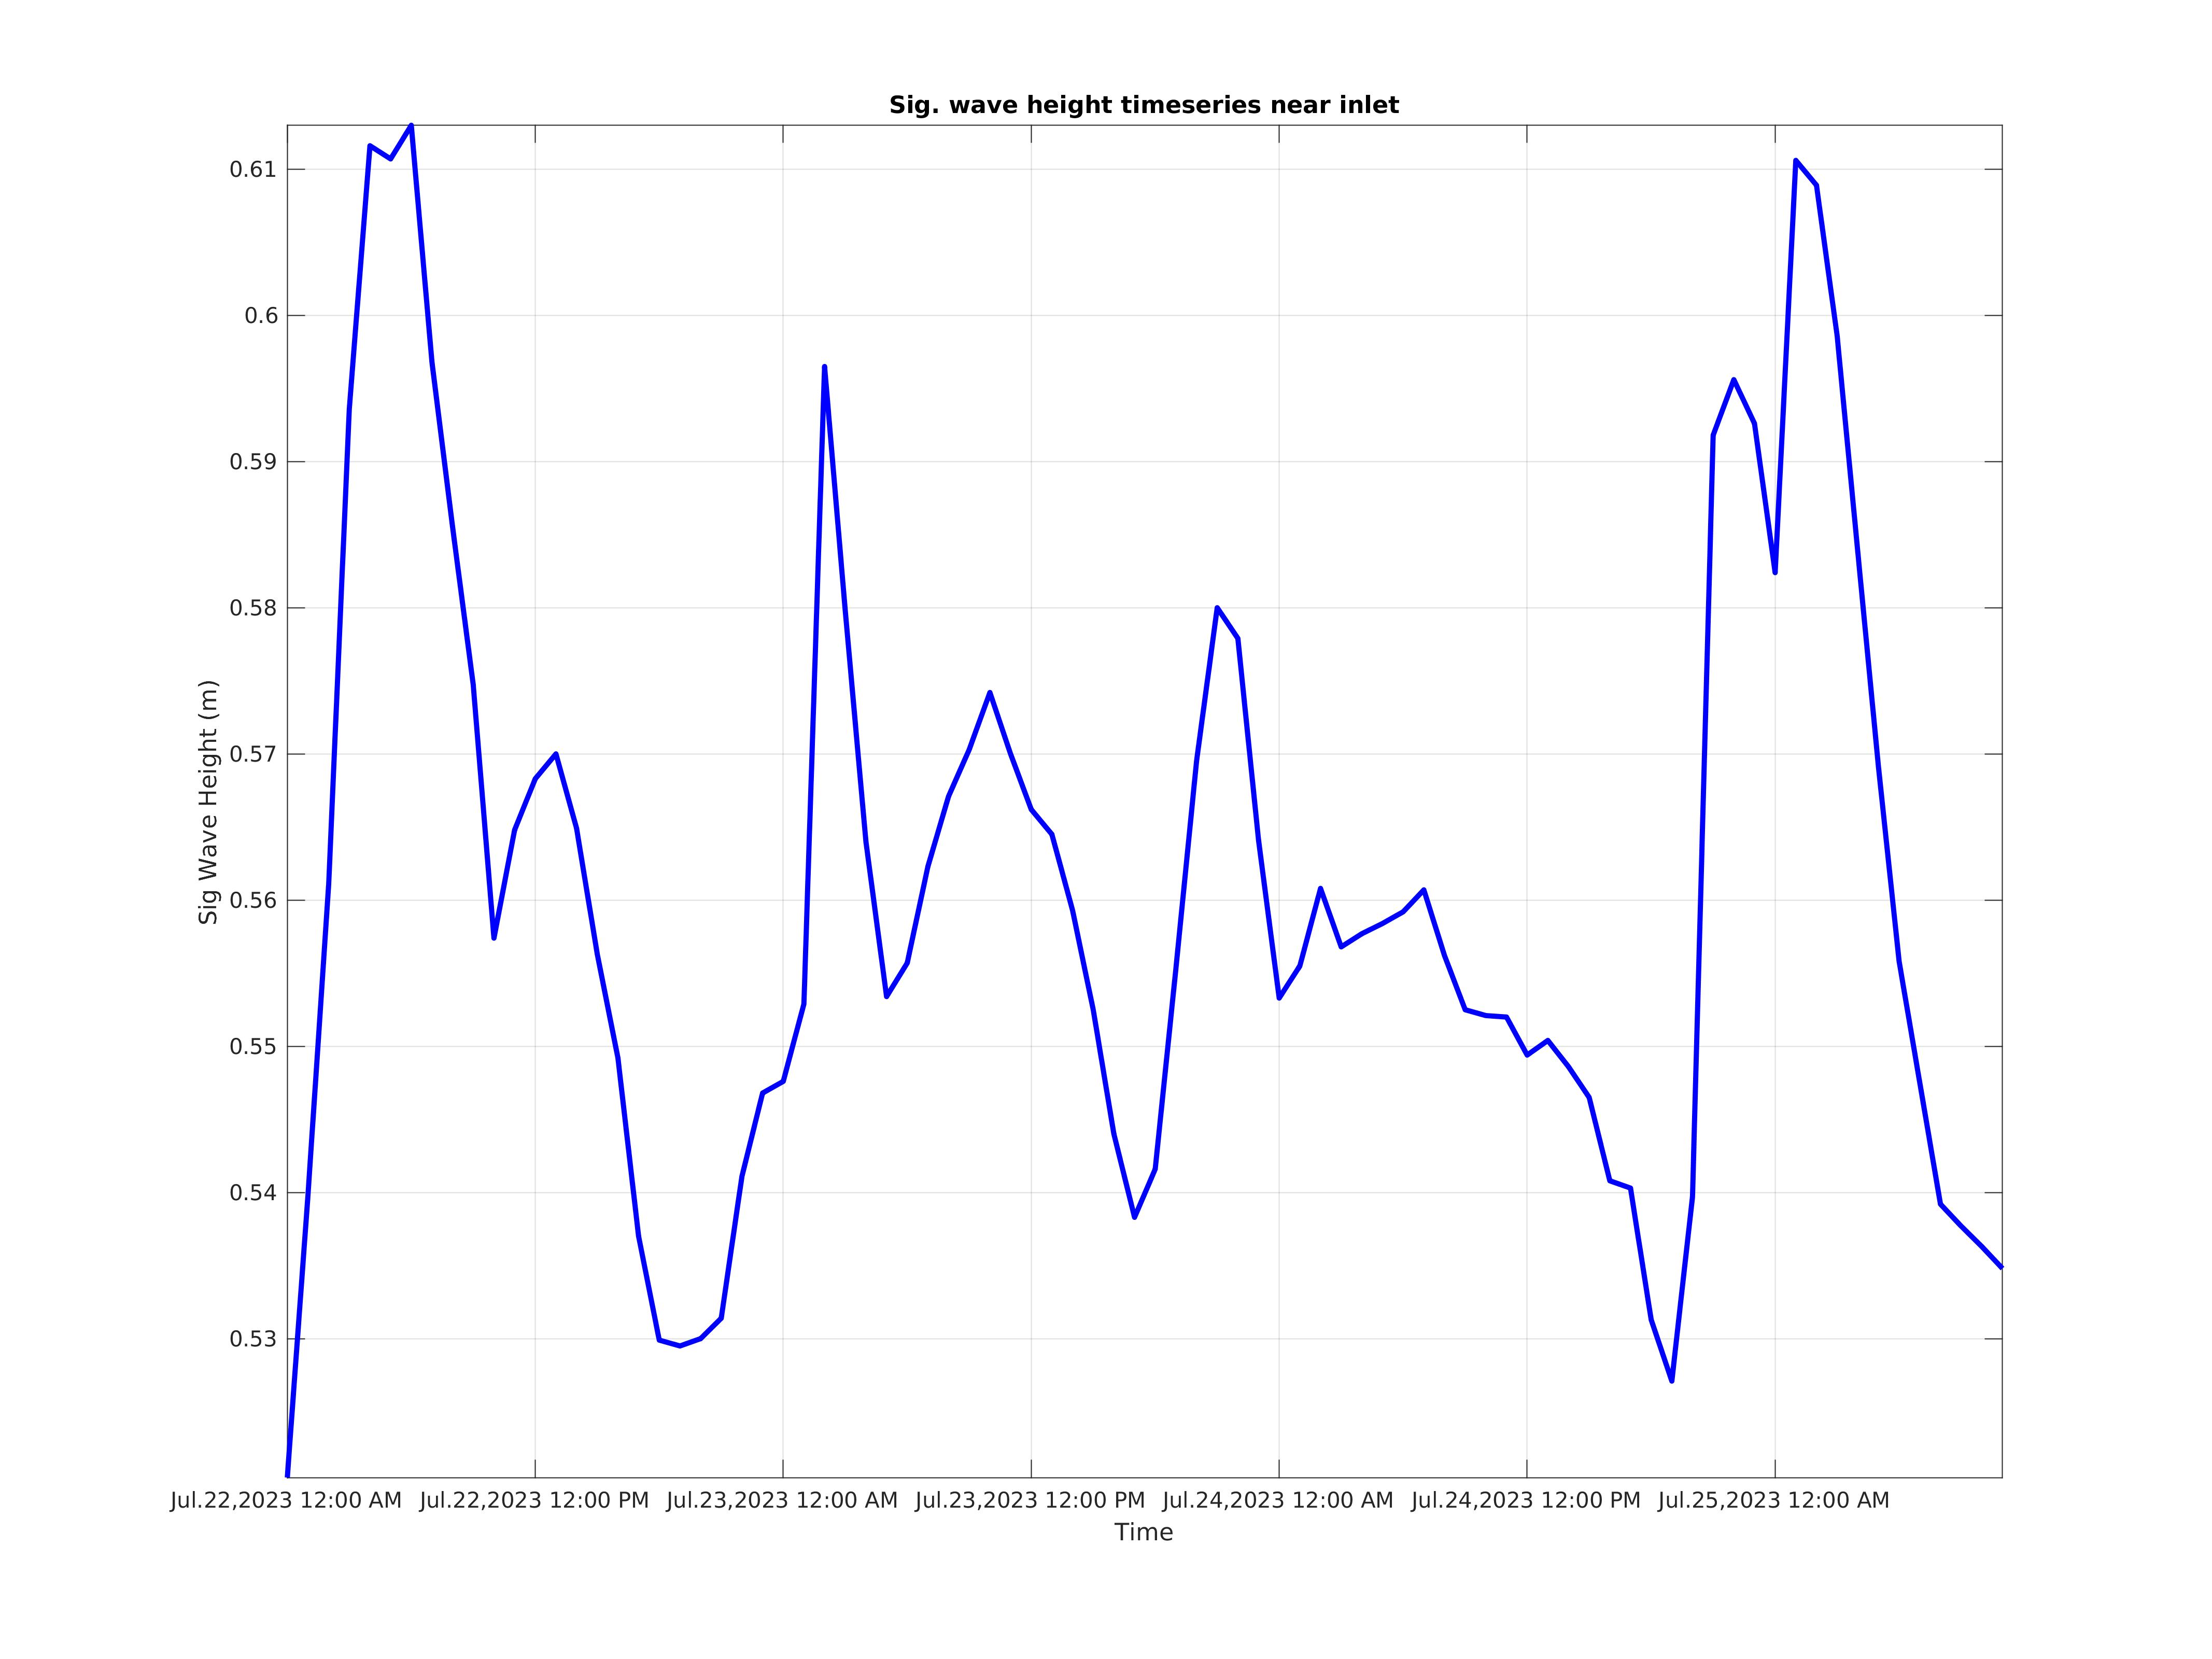 Sig. wave height timeseries near inlet
0.61
0.6
0.59
0.58
0.57
0.56
0.55
0.54
0.53
Sig Wave Height (m)
Jul.22,2023 12:00 AM Jul.22,2023 12:00 PM Jul.23,2023 12:00 AM Jul.23,2023 12:00 PM Jul.24,2023 12:00 AM Jul.24,2023 12:00 PM Jul.25,2023 12:00 AM
Time